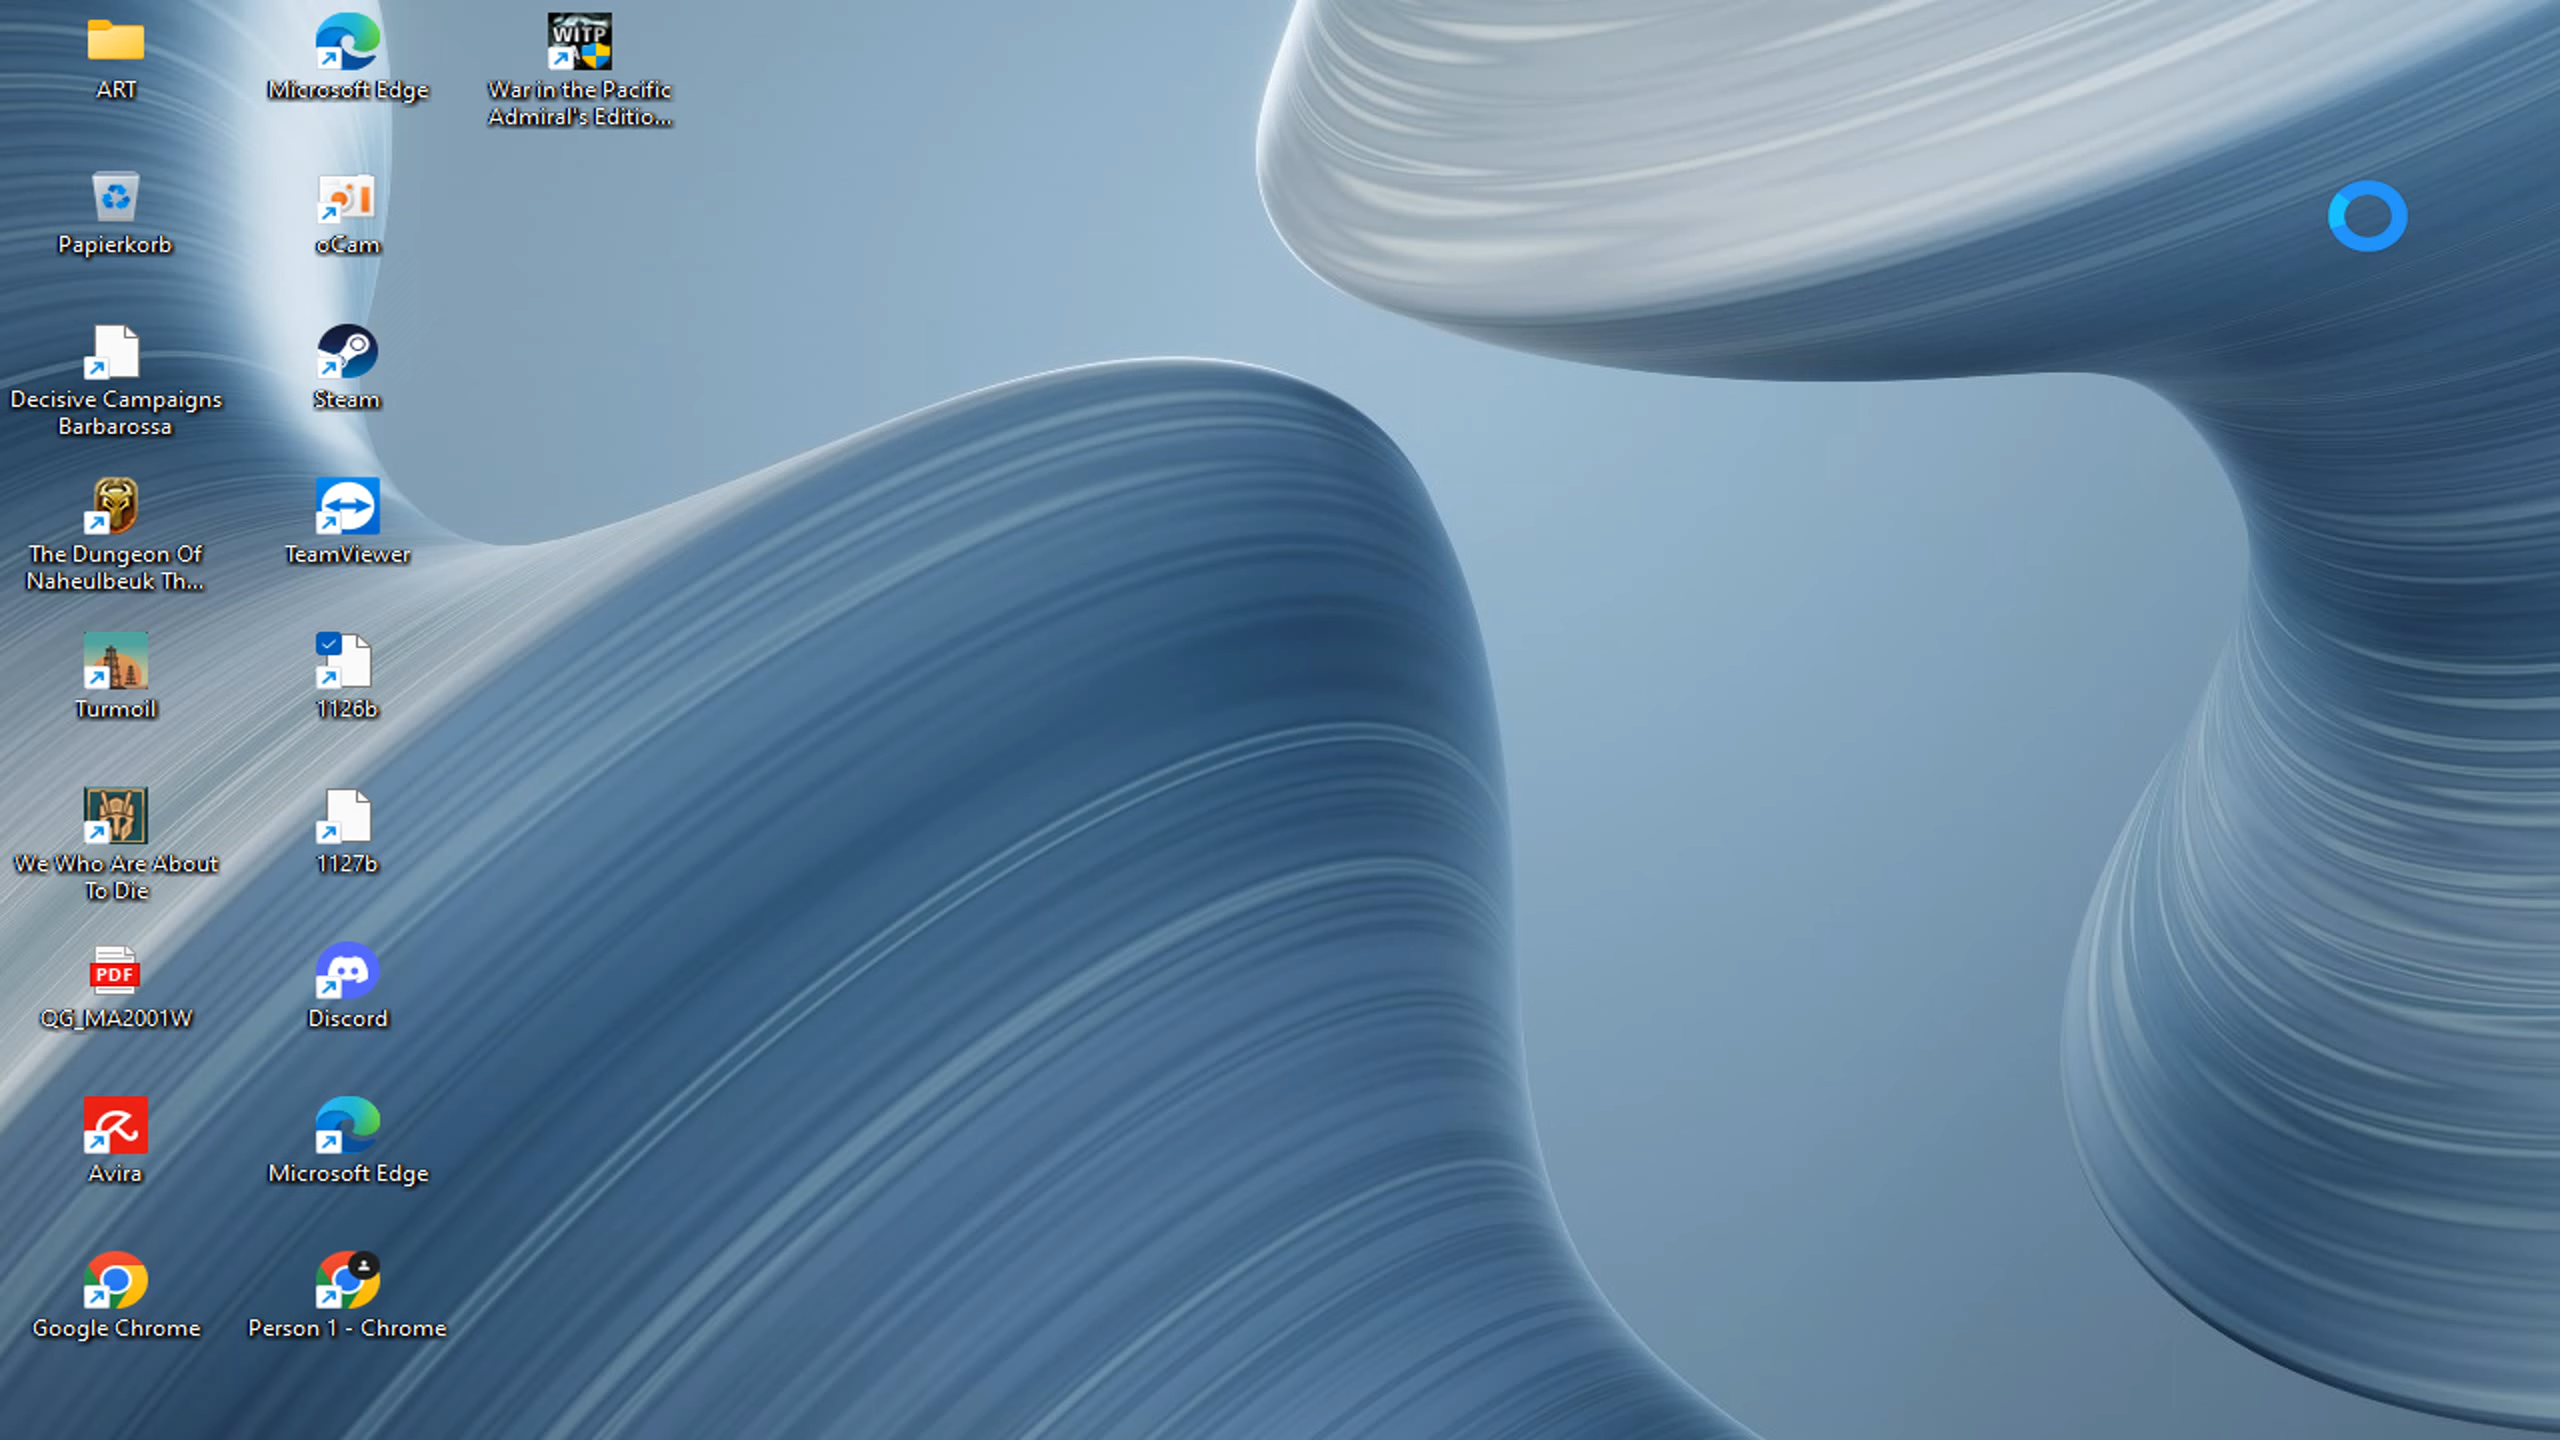 ART
Papierkorb
Decisive Campaigns
Barbarossa
The Dungeon Of
Naheulbeuk Th...
Turmoil
We Who Are About
To Die
PDF
QG_MA2001W
Avira
Google Chrome
Microsoft Edge
oCam
Steam
TeamViewer
1126b
1127b
Discord
Microsoft Edge
Person 1 - Chrome
WITP
War in the Pacific
Admiral's Editio...